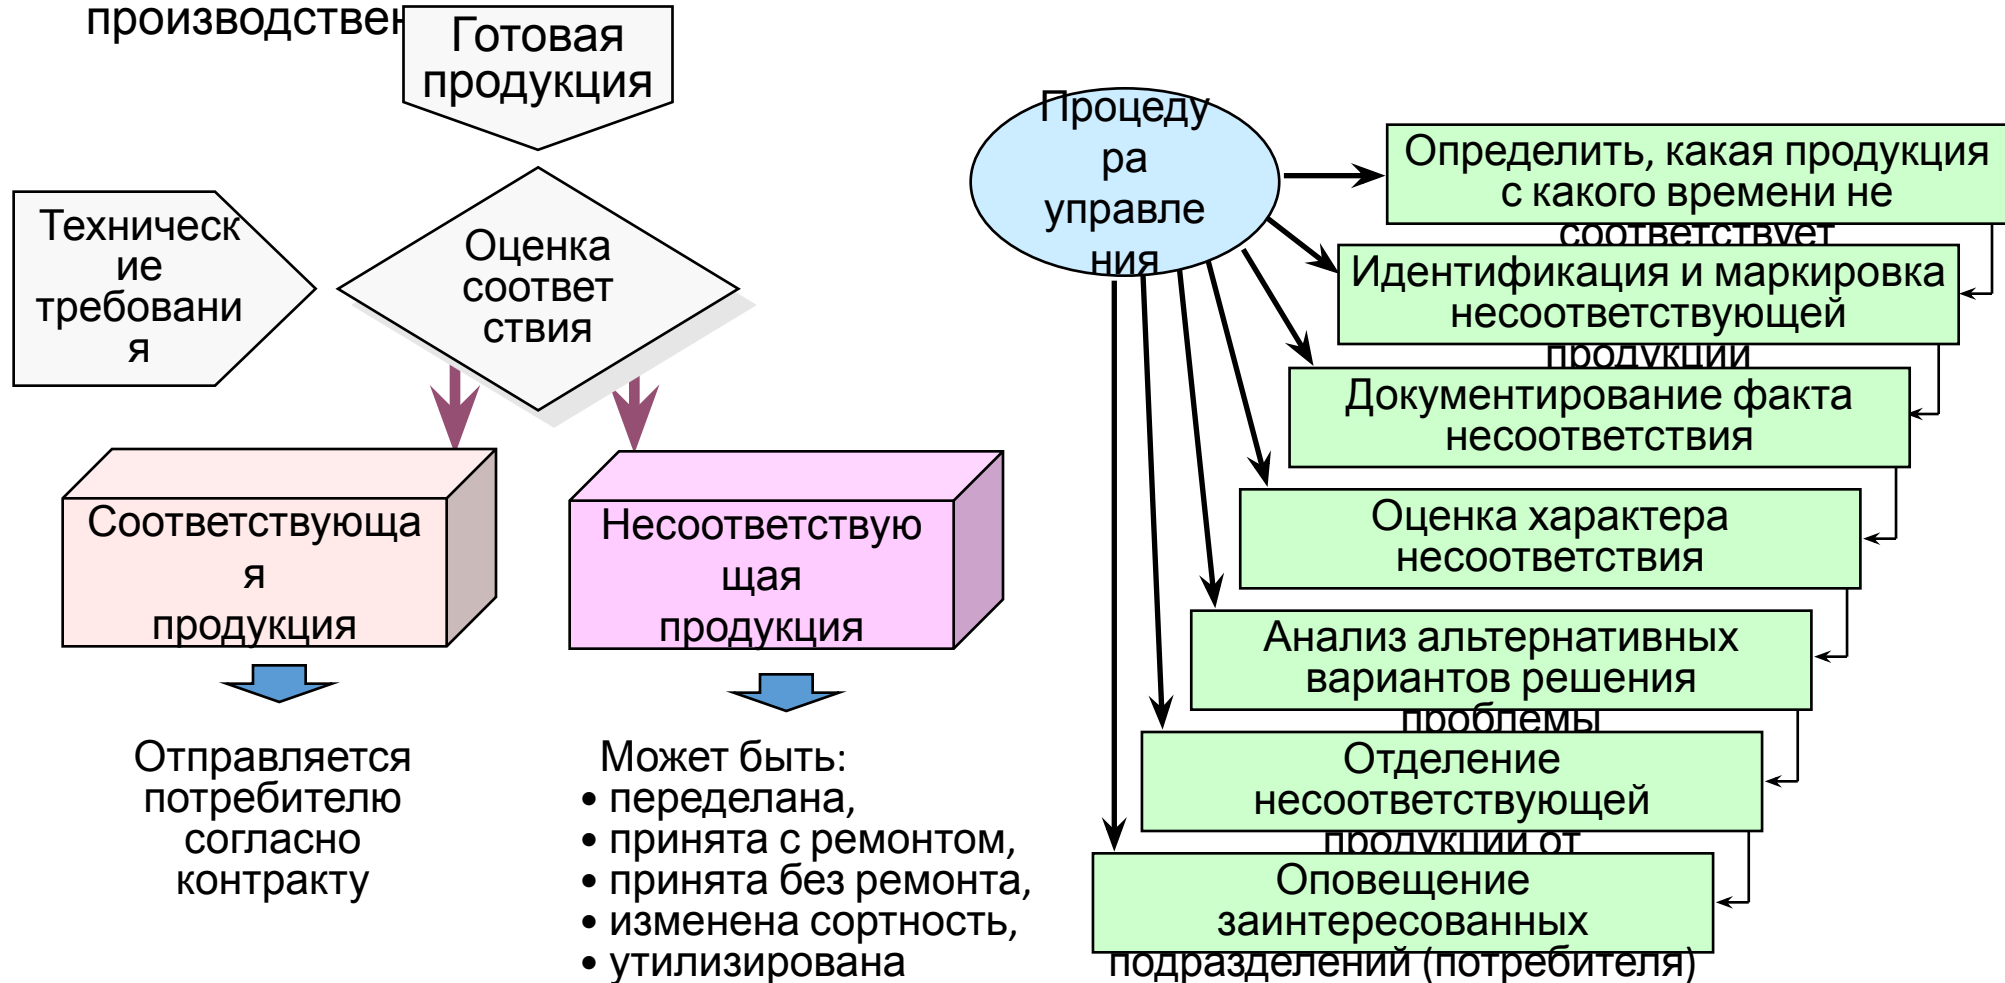 Готовая
продукция
Техническ
ие
требовани
я
Оценка
соответ
ствия
Соответствующа
я
продукция
Несоответствую
щая
продукция
Отправляется
потребителю
согласно
контракту
Может быть:
• переделана,
• принята с ремонтом,
• принята без ремонта,
• изменена сортность,
• утилизирована
Процеду
ра
управле
ния
Определить, какая продукция
с какого времени не
соответствует
Идентификация и маркировка
несоответствующей
продукции
Документирование факта
несоответствия
Оценка характера
несоответствия
Анализ альтернативных
вариантов решения
проблемы
Отделение
несоответствующей
продукции от
Оповещение
заинтересованных
подразделений (потребителя)